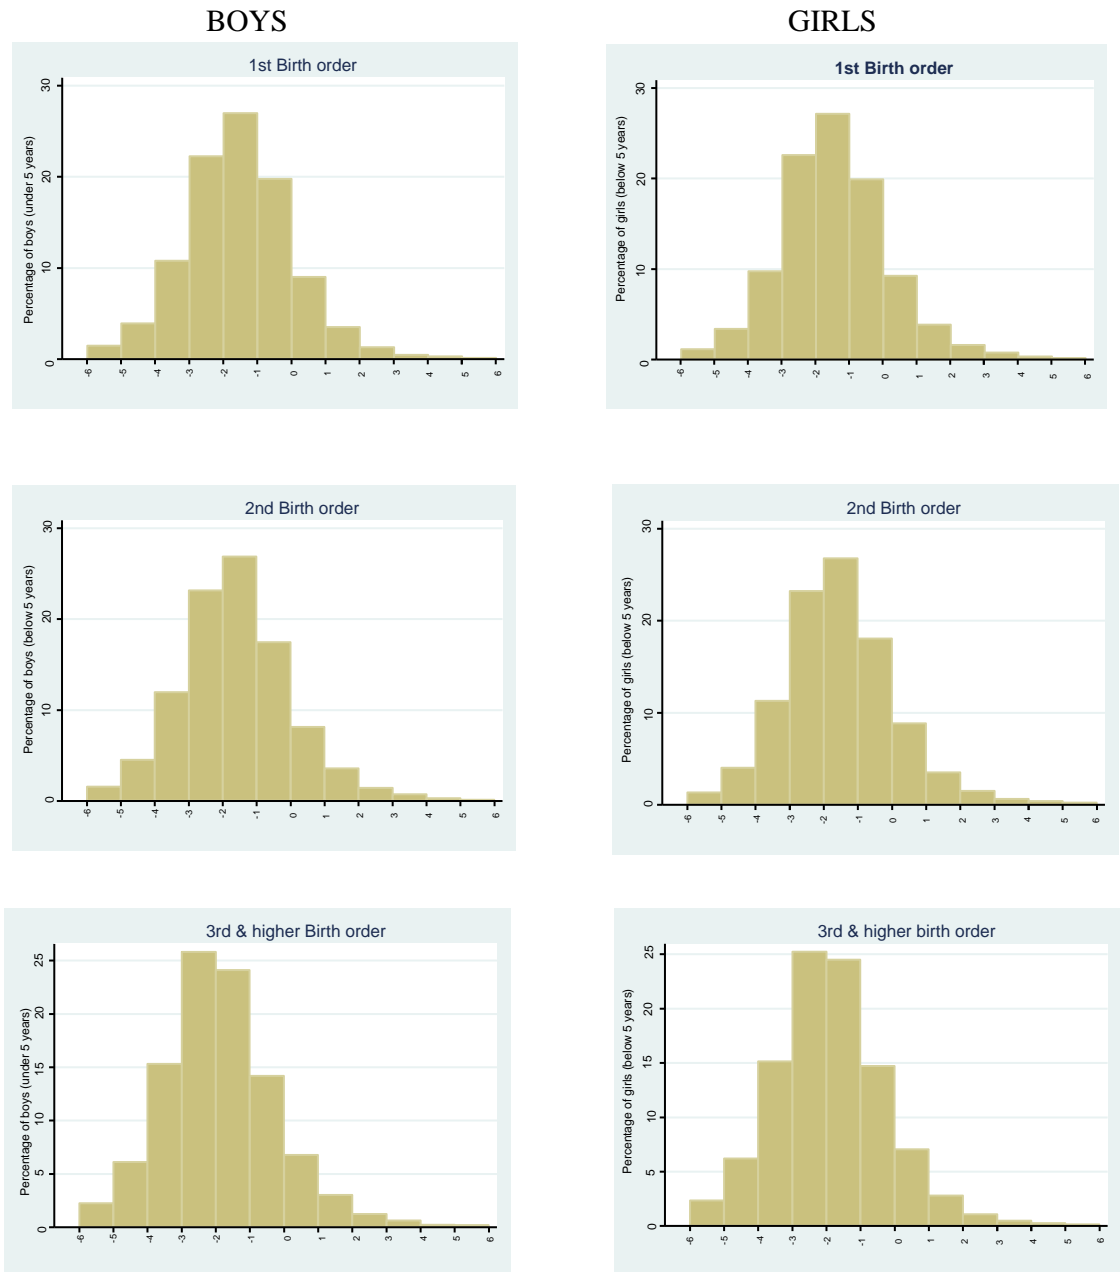 BOYS
GIRLS
1st Birth order
Percentage of boys (under 5 years)
30
20
10
0
-6 -5 -4 -3 -2 -1 0 1 2 3 4 5 6
1st Birth order
Percentage of girls (below 5 years)
30
20
10
0
-6 -5 -4 -3 -2 -1 0 1 2 3 4 5 6
2nd Birth order
Percentage of boys (below 5 years)
30
20
10
0
-6 -5 -4 -3 -2 -1 0 1 2 3 4 5 6
2nd Birth order
Percentage of girls (below 5 years)
30
20
10
0
-6 -5 -4 -3 -2 -1 0 1 2 3 4 5 6
3rd & higher Birth order
Percentage of boys (under 5 years)
25
20
15
10
5
0
-6 -5 -4 -3 -2 -1 0 1 2 3 4 5 6
3rd & higher birth order
Percentage of girls (below 5 years)
25
20
15
10
5
0
-6 -5 -4 -3 -2 -1 0 1 2 3 4 5 6